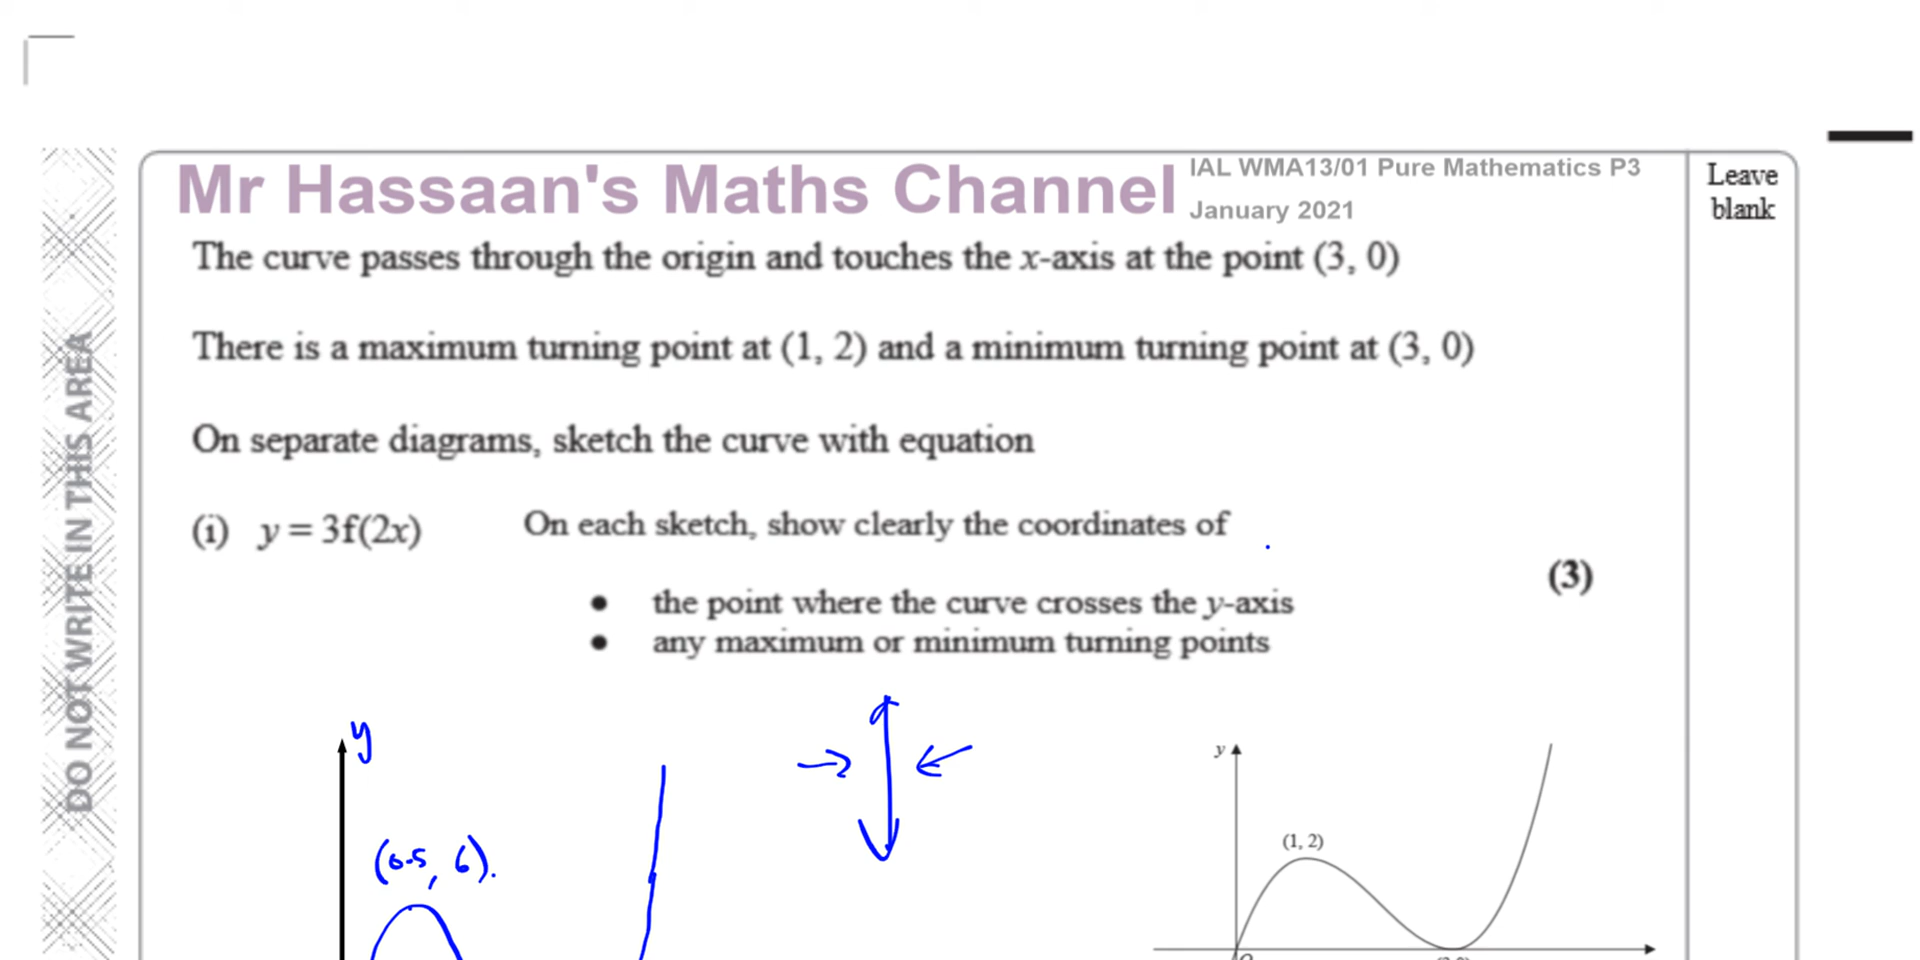 Mr Hassaan's Maths Channel
IAL WMA13/01 Pure Mathematics P3
January 2021
Leave
blank
The curve passes through the origin and touches the x-axis at the point (3, 0)
There is a maximum turning point at (1, 2) and a minimum turning point at (3, 0)
On separate diagrams, sketch the curve with equation
(i) y = 3f(2x)
On each sketch, show clearly the coordinates of
(3)
• the point where the curve crosses the y-axis
• any maximum or minimum turning points
DO NOT WRITE IN THIS AREA
y
(0.5, 6).
y
(1, 2)